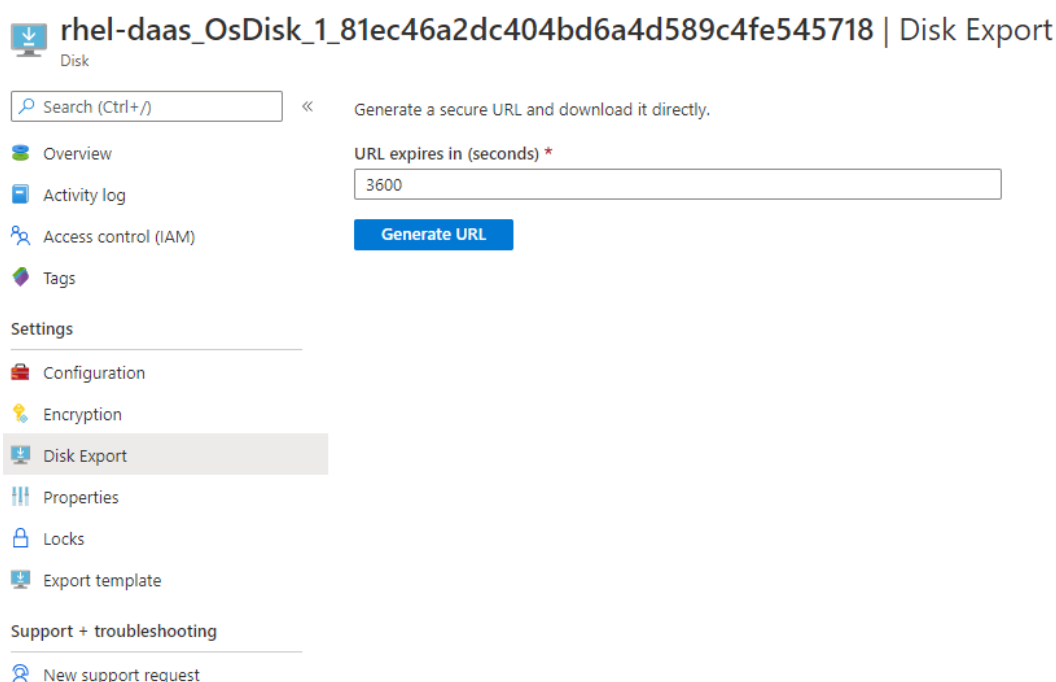 rhel-daas_OsDisk_1_81ec46a2dc404bd6a4d589c4fe545718 | Disk Export
Disk
Search (Ctrl+/)
«
Overview
Activity log
Access control (IAM)
Tags
Settings
Configuration
Encryption
Disk Export
Properties
Locks
Export template
Support + troubleshooting
New support request
Generate a secure URL and download it directly.
URL expires in (seconds) *
3600
Generate URL